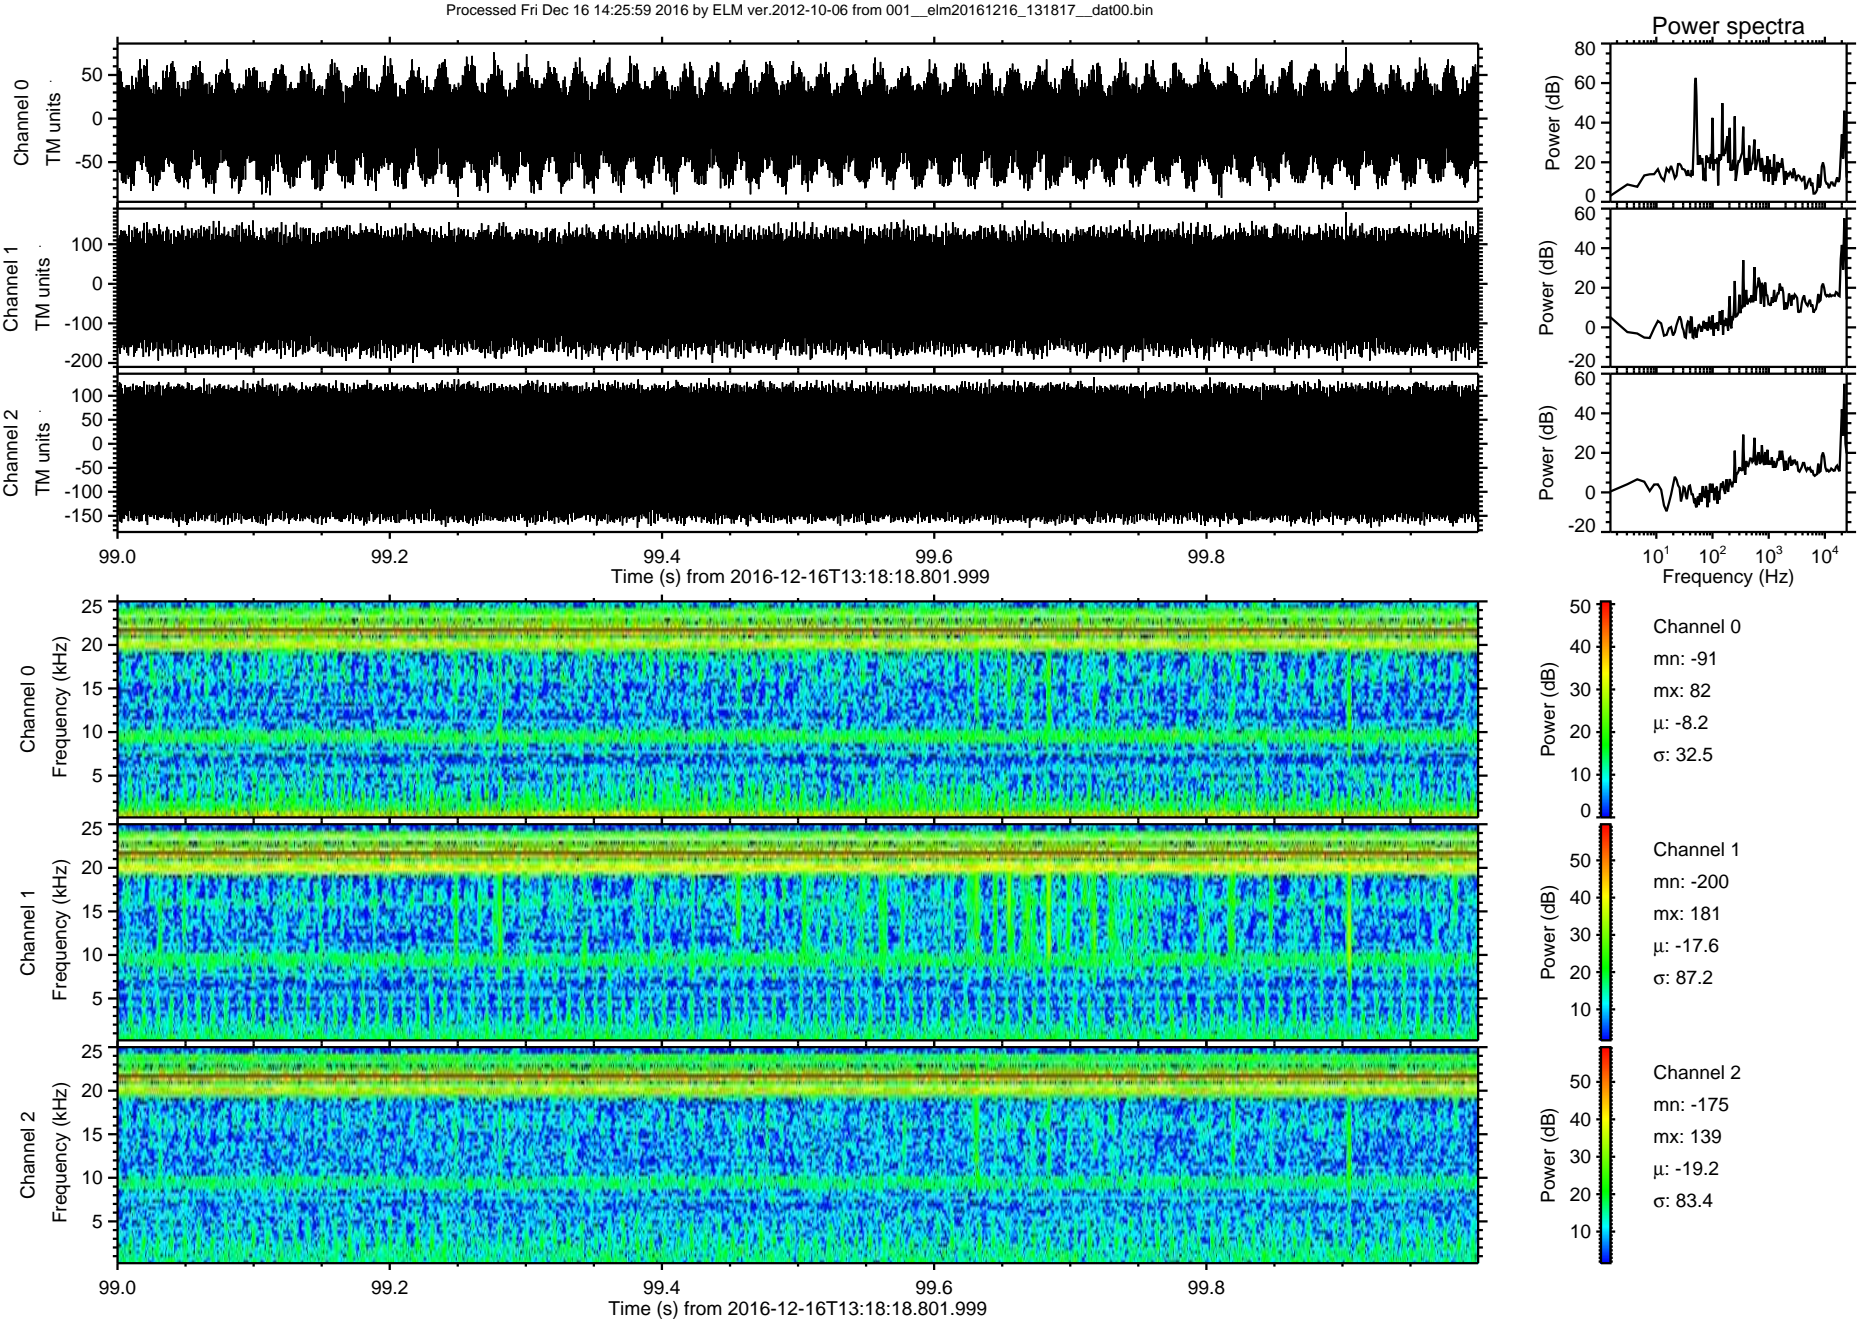 Processed Fri Dec 16 14:25:59 2016 by ELM ver.2012-10-06 from 001__elm20161216_131817__dat00.bin
Power spectra
Channel 0
TM units
50
0
-50
Power (dB)
80
60
40
20
0
Channel 1
TM units
100
0
-100
-200
Power (dB)
60
40
20
0
-20
Channel 2
TM units
100
50
0
-50
-100
-150
Power (dB)
60
40
20
0
-20
99.0 99.2 99.4 99.6 99.8
Time (s) from 2016-12-16T13:18:18.801.999
10¹ 10² 10³ 10⁴
Frequency (Hz)
Channel 0
Frequency (kHz)
25
20
15
10
5
Power (dB)
50
40
30
20
10
0
Channel 0
mn: -91
mx: 82
μ: -8.2
σ: 32.5
Channel 1
Frequency (kHz)
25
20
15
10
5
Power (dB)
50
40
30
20
10
Channel 1
mn: -200
mx: 181
μ: -17.6
σ: 87.2
Channel 2
Frequency (kHz)
25
20
15
10
5
Power (dB)
50
40
30
20
10
Channel 2
mn: -175
mx: 139
μ: -19.2
σ: 83.4
99.0 99.2 99.4 99.6 99.8
Time (s) from 2016-12-16T13:18:18.801.999